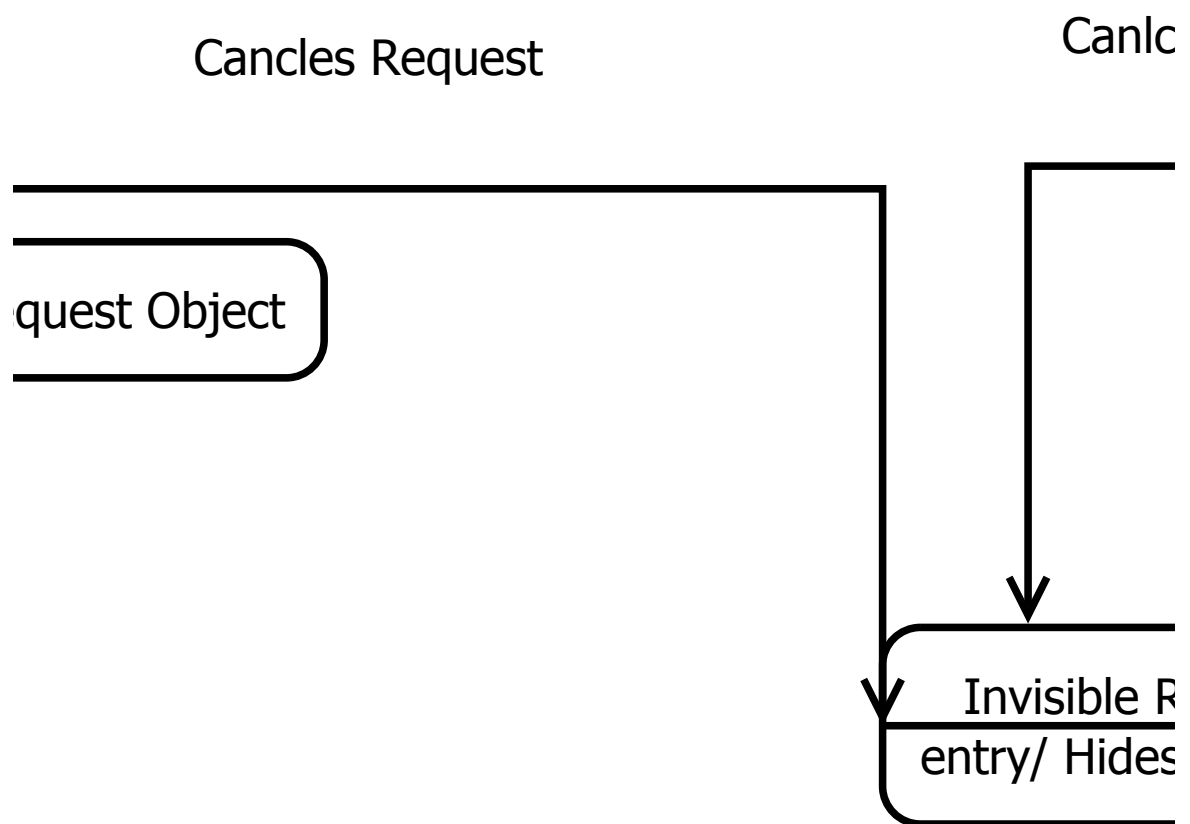 Cancles Request
Canlc
quest Object
Invisible R
entry/ Hides